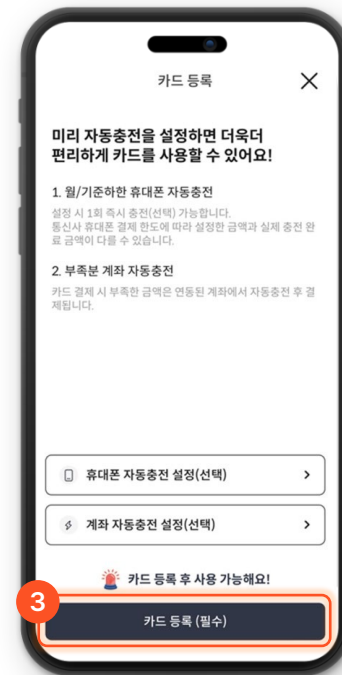 카드 등록
미리 자동충전을 설정하면 더욱더
편리하게 카드를 사용할 수 있어요!
1. 월/기준하한 휴대폰 자동충전
설정 시 1회 즉시 충전(선택) 가능합니다.
통신사 휴대폰 결제 한도에 따라 설정한 금액과 실제 충전 완
료 금액이 다를 수 있습니다.
2. 부족분 계좌 자동충전
카드 결제 시 부족한 금액은 연동된 계좌에서 자동충전 후 결
제됩니다.
휴대폰 자동충전 설정(선택)
계좌 자동충전 설정(선택)
카드 등록 후 사용 가능해요!
3
카드 등록 (필수)